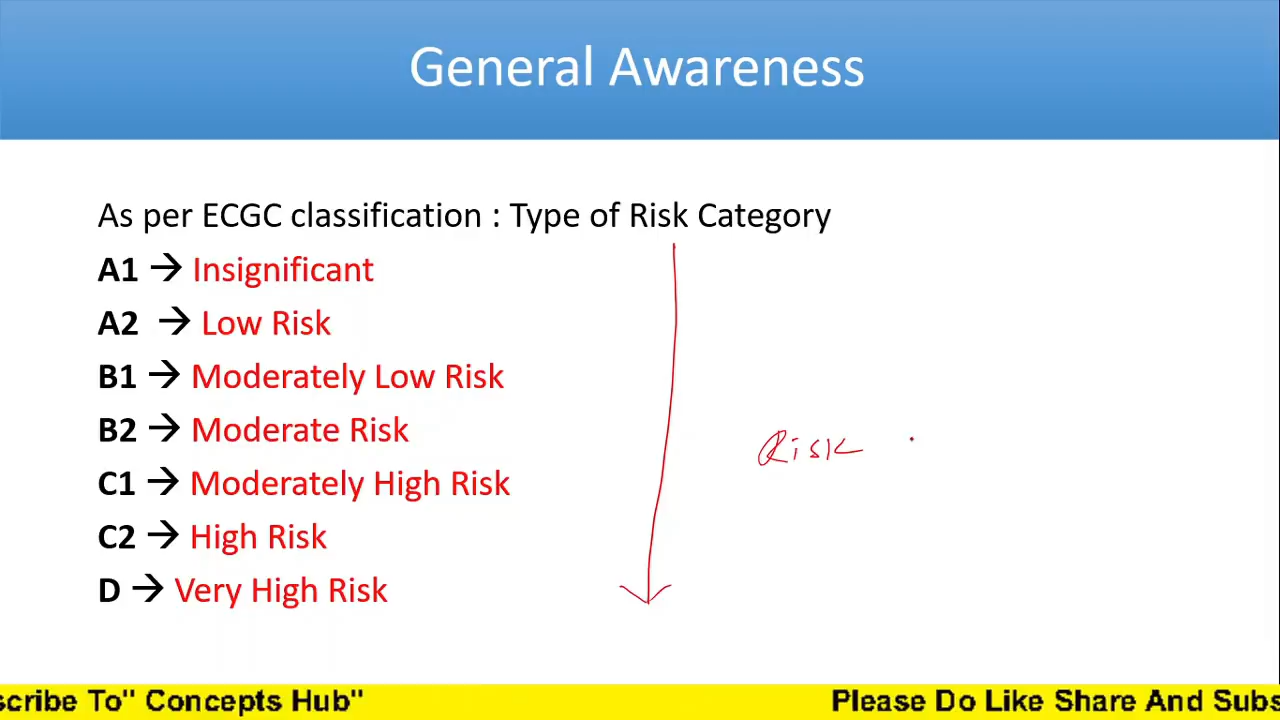 General Awareness
As per ECGC classification : Type of Risk Category
A1 → Insignificant
A2 → Low Risk
B1 → Moderately Low Risk
B2 → Moderate Risk
C1 → Moderately High Risk
C2 → High Risk
D → Very High Risk
Risk
scribe To" Concepts Hub" Please Do Like Share And Subs